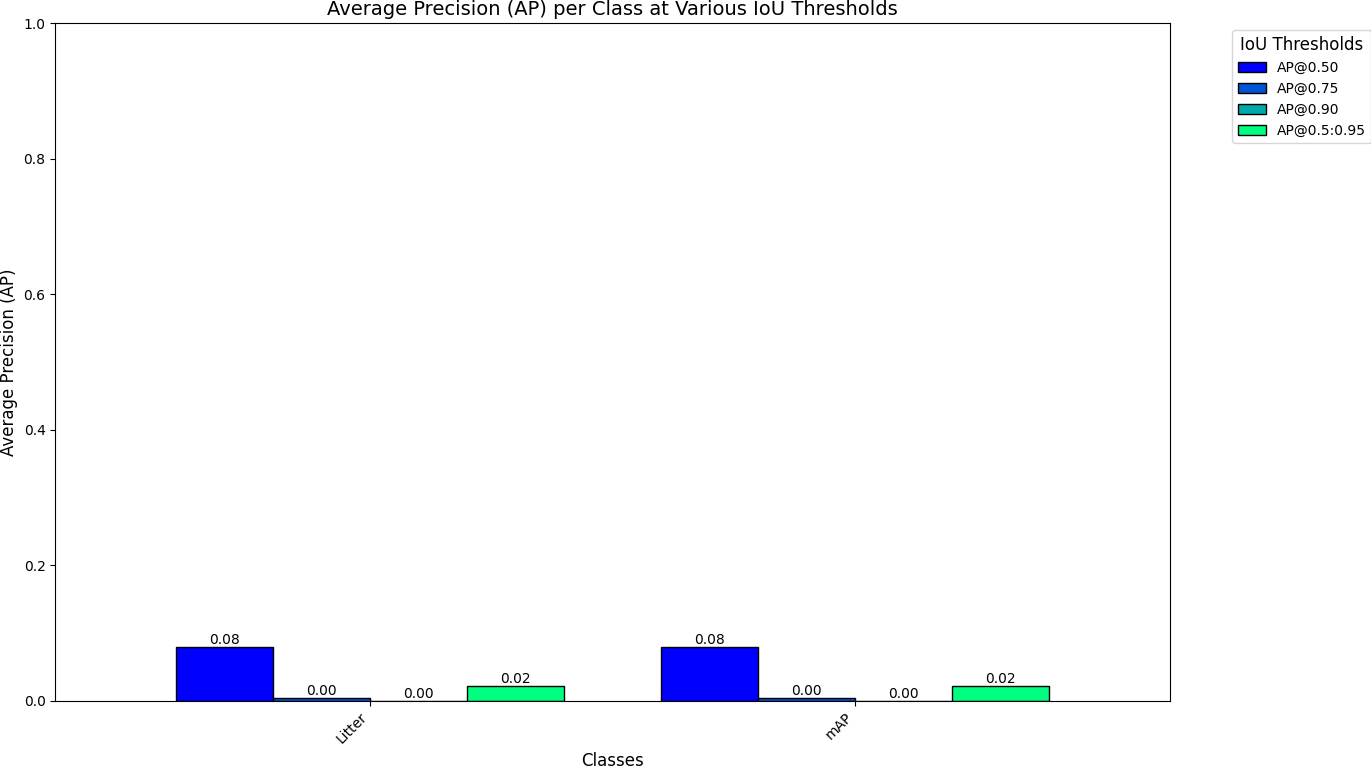 Average Precision (AP) per Class at Various IoU Thresholds
IoU Thresholds
AP@0.50
AP@0.75
AP@0.90
AP@0.5:0.95
Average Precision (AP)
1.0
0.8
0.6
0.4
0.2
0.0
0.08
0.00
0.00
0.02
0.08
0.00
0.00
0.02
Litter
mAP
Classes